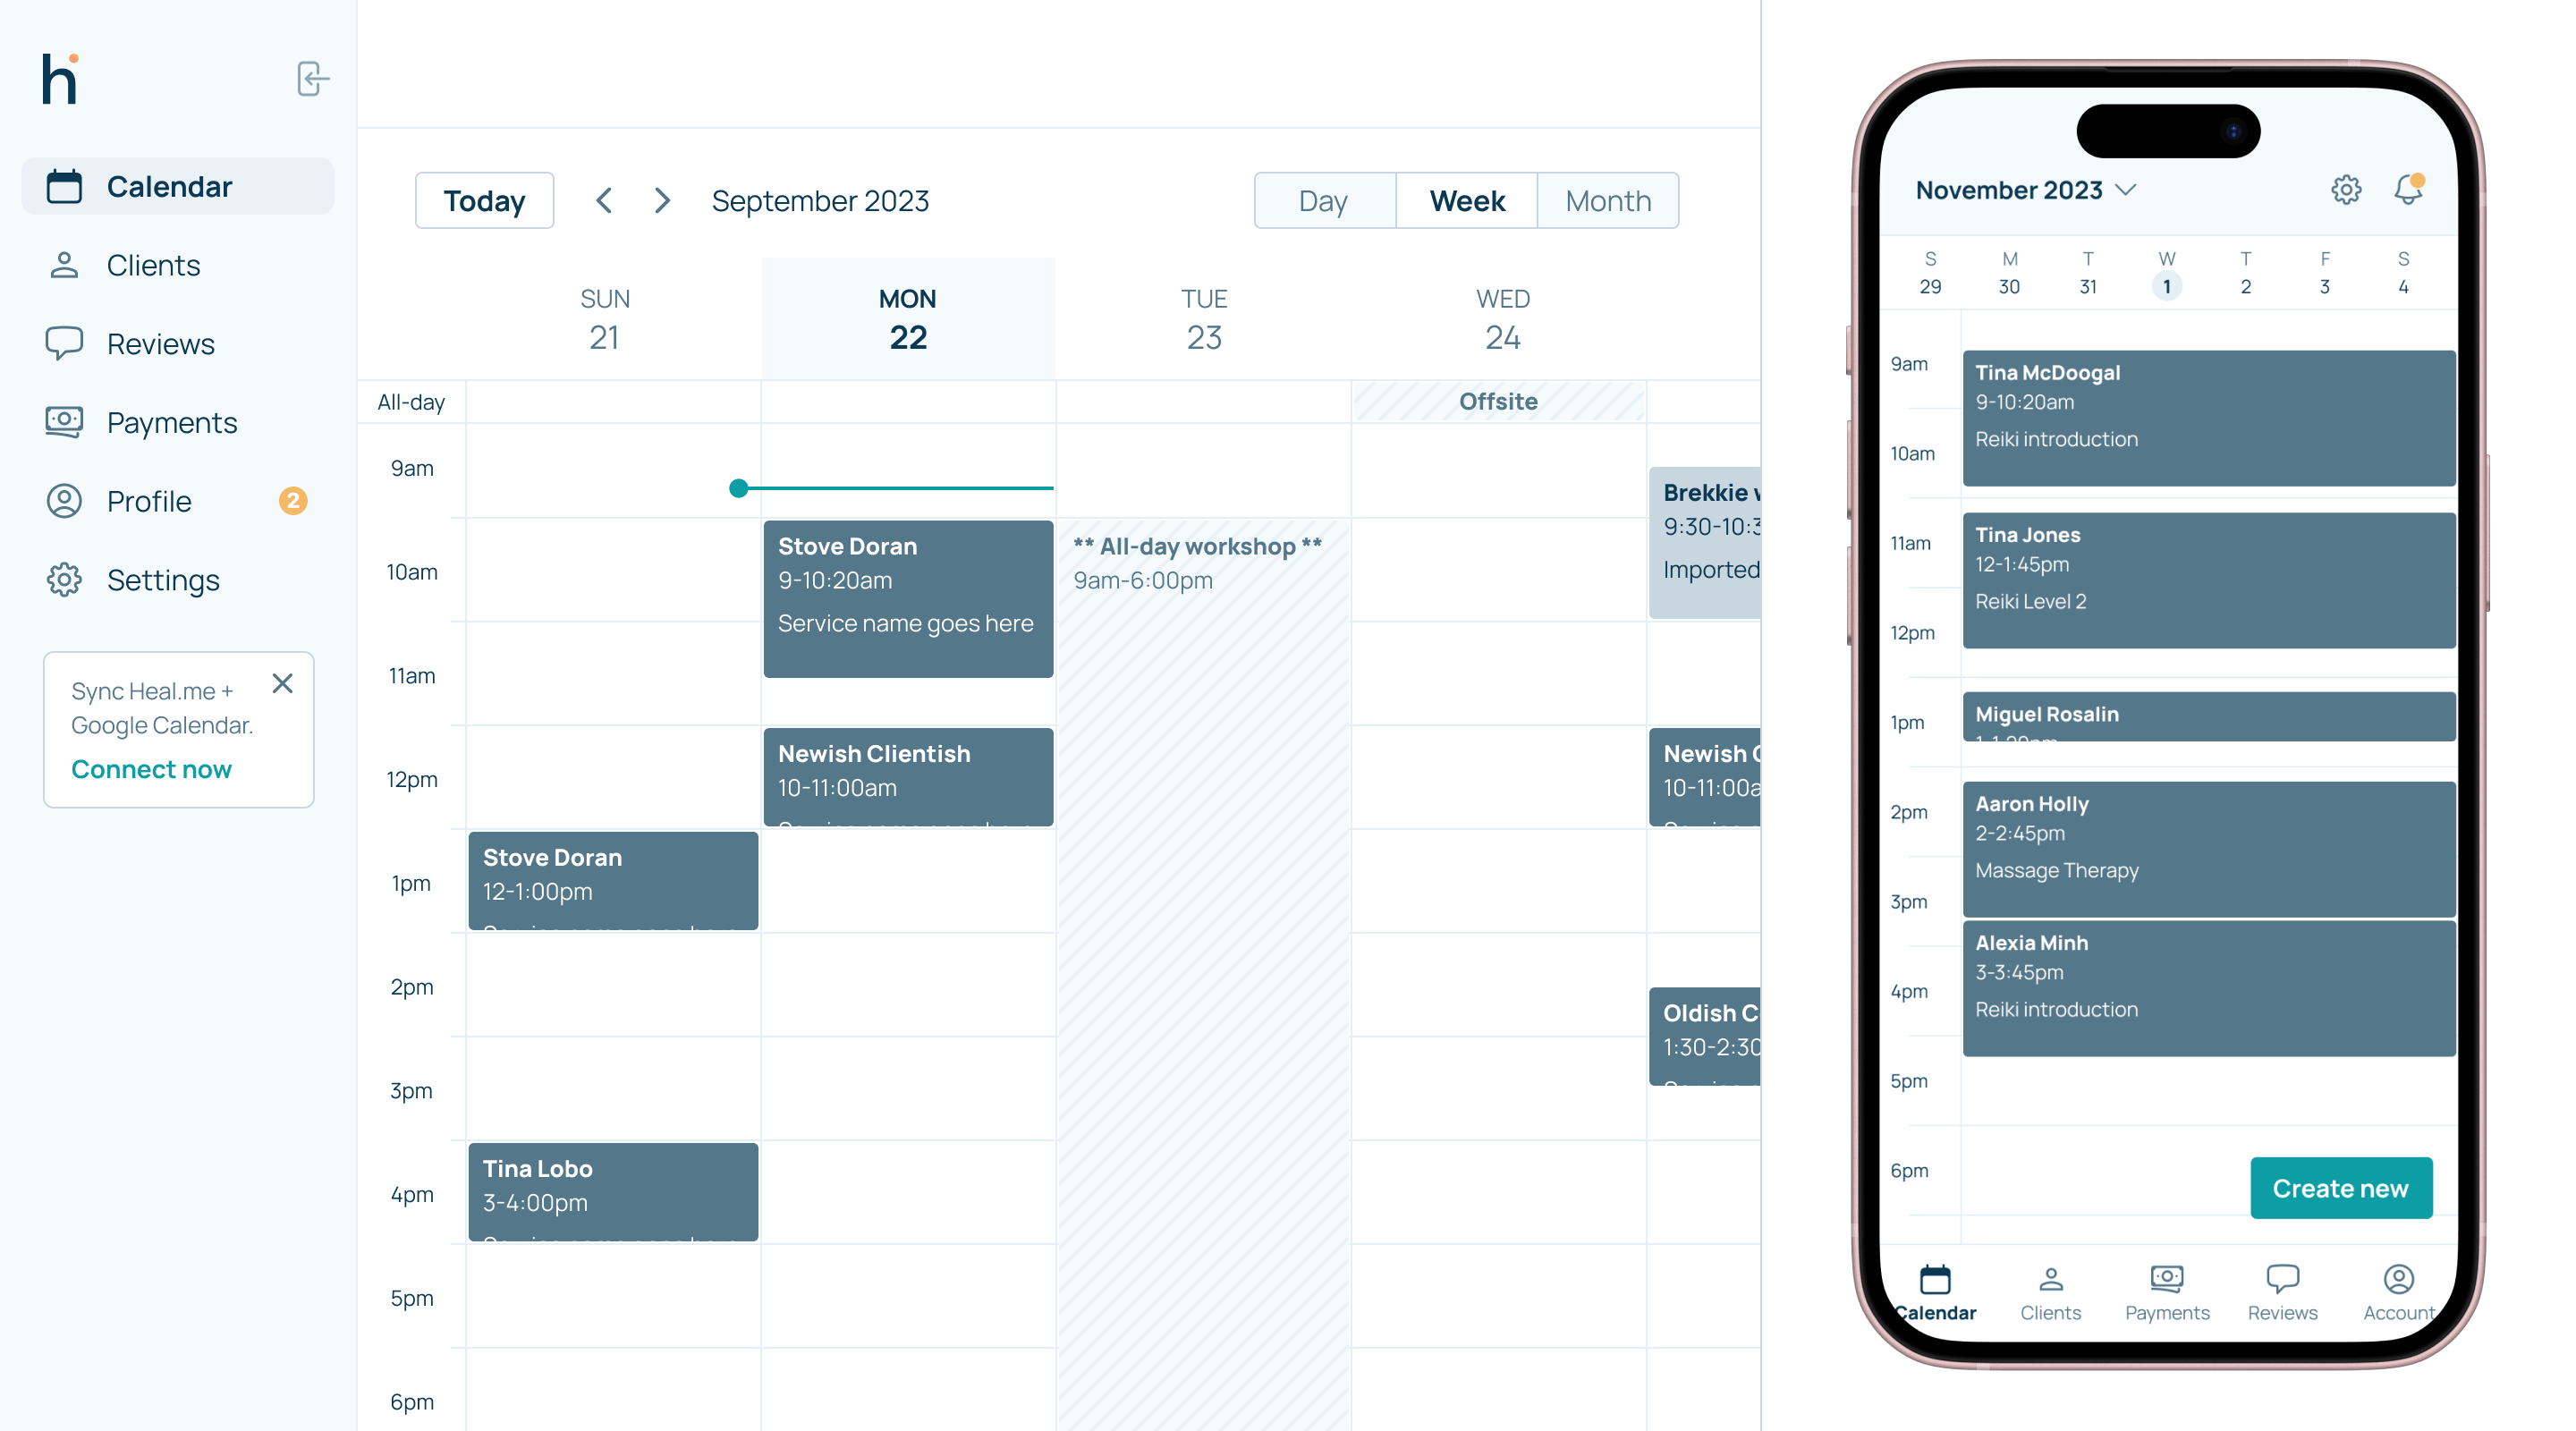 h
Calendar
Clients
Reviews
Payments
Profile
2
Settings
Sync Heal.me +
Google Calendar.
Connect now
Today
September 2023
Day
Week
Month
SUN
21
MON
22
TUE
23
WED
24
All-day
Offsite
9am
10am
11am
12pm
1pm
2pm
3pm
4pm
5pm
6pm
Stove Doran
12-1:00pm
Tina Lobo
3-4:00pm
Stove Doran
9-10:20am
Service name goes here
Newish Clientish
10-11:00am
** All-day workshop **
9am-6:00pm
Brekkie
9:30-10:3
Imported
Newish
10-11:00a
Oldish C
1:30-2:30
November 2023
S M T W T F S
29 30 31 1 2 3 4
9am
10am
11am
12pm
1pm
2pm
3pm
4pm
5pm
6pm
Tina McDoogal
9-10:20am
Reiki introduction
Tina Jones
12-1:45pm
Reiki Level 2
Miguel Rosalin
Aaron Holly
2-2:45pm
Massage Therapy
Alexia Minh
3-3:45pm
Reiki introduction
Create new
Calendar Clients Payments Reviews Account